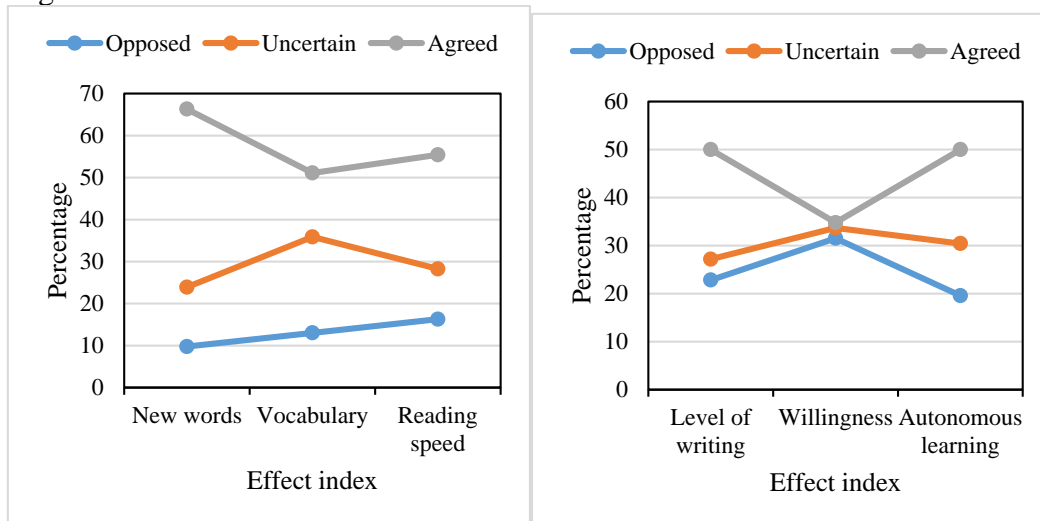 Opposed Uncertain Agreed
70
60
50
40
30
20
10
0
Percentage
New words Vocabulary Reading
speed
Effect index
Opposed Uncertain Agreed
60
50
40
30
20
10
0
Percentage
Level of Willingness Autonomous
writing learning
Effect index